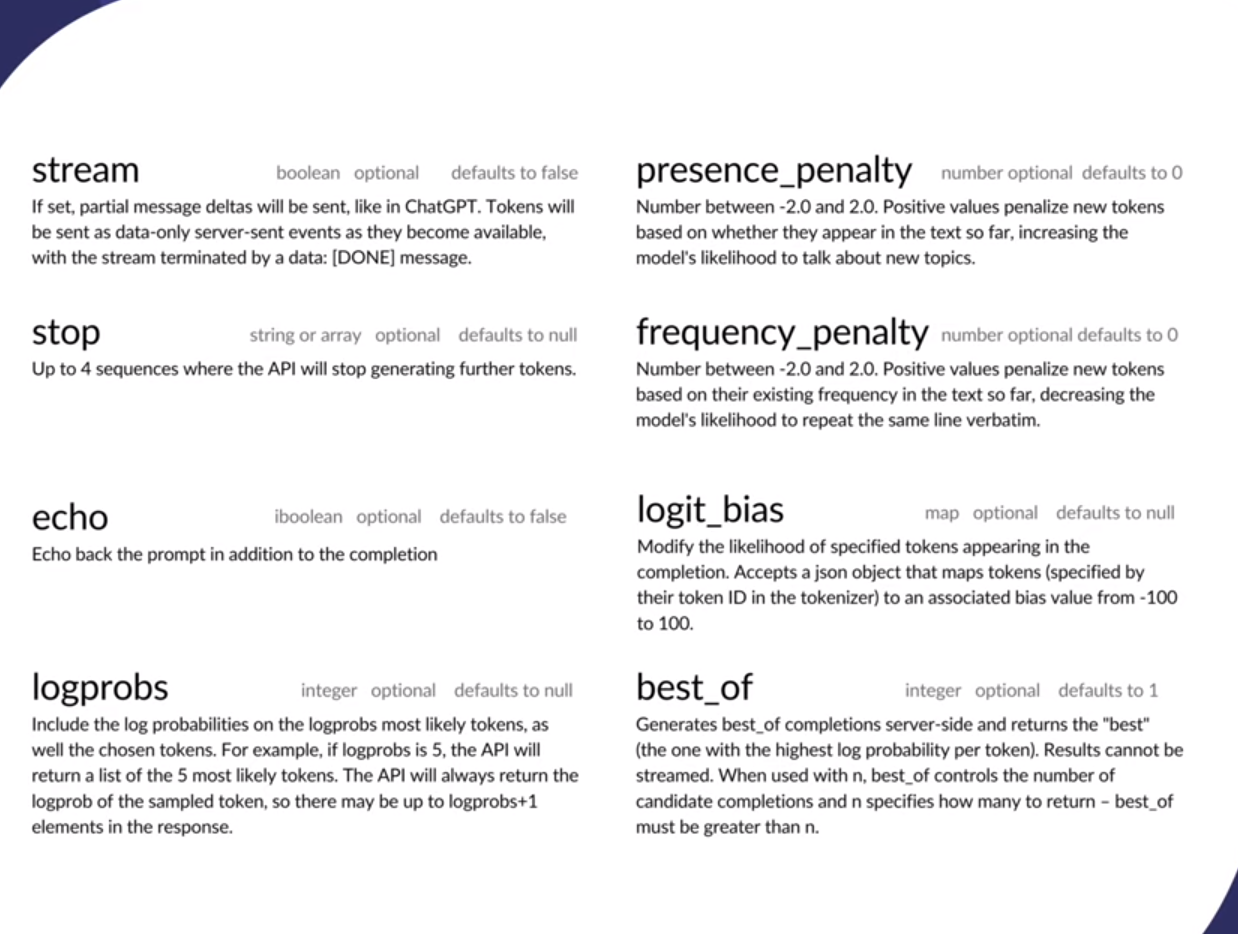 stream boolean optional defaults to false
If set, partial message deltas will be sent, like in ChatGPT. Tokens will
be sent as data-only server-sent events as they become available,
with the stream terminated by a data: [DONE] message.
stop string or array optional defaults to null
Up to 4 sequences where the API will stop generating further tokens.
echo iboolean optional defaults to false
Echo back the prompt in addition to the completion
logprobs integer optional defaults to null
Include the log probabilities on the logprobs most likely tokens, as
well the chosen tokens. For example, if logprobs is 5, the API will
return a list of the 5 most likely tokens. The API will always return the
logprob of the sampled token, so there may be up to logprobs+1
elements in the response.
presence_penalty number optional defaults to 0
Number between -2.0 and 2.0. Positive values penalize new tokens
based on whether they appear in the text so far, increasing the
model's likelihood to talk about new topics.
frequency_penalty number optional defaults to 0
Number between -2.0 and 2.0. Positive values penalize new tokens
based on their existing frequency in the text so far, decreasing the
model's likelihood to repeat the same line verbatim.
logit_bias map optional defaults to null
Modify the likelihood of specified tokens appearing in the
completion. Accepts a json object that maps tokens (specified by
their token ID in the tokenizer) to an associated bias value from -100
to 100.
best_of integer optional defaults to 1
Generates best_of completions server-side and returns the "best"
(the one with the highest log probability per token). Results cannot be
streamed. When used with n, best_of controls the number of
candidate completions and n specifies how many to return – best_of
must be greater than n.